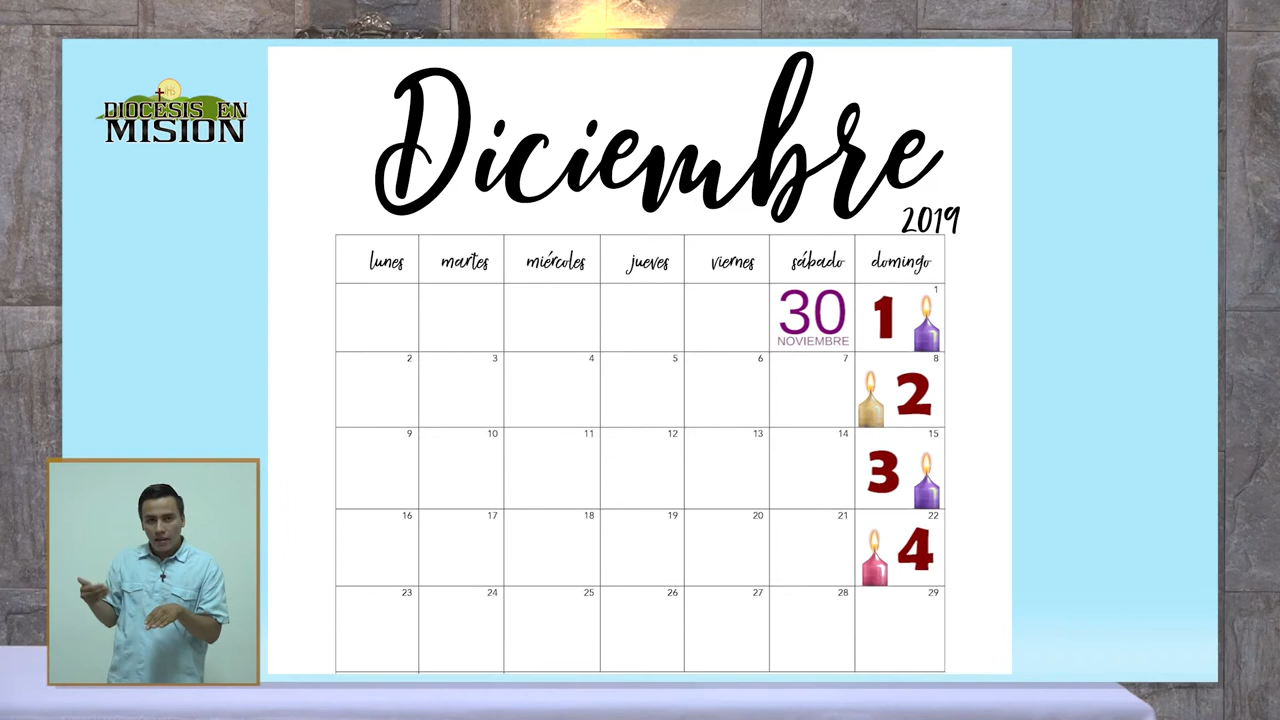 IHS
DIOCESIS EN
MISION
Diciembre
2019
lunes martes miércoles jueves viernes sábado domingo
30
NOVIEMBRE
1
1
2 3 4 5 6 7 8
2
9 10 11 12 13 14 15
3
16 17 18 19 20 21 22
4
23 24 25 26 27 28 29